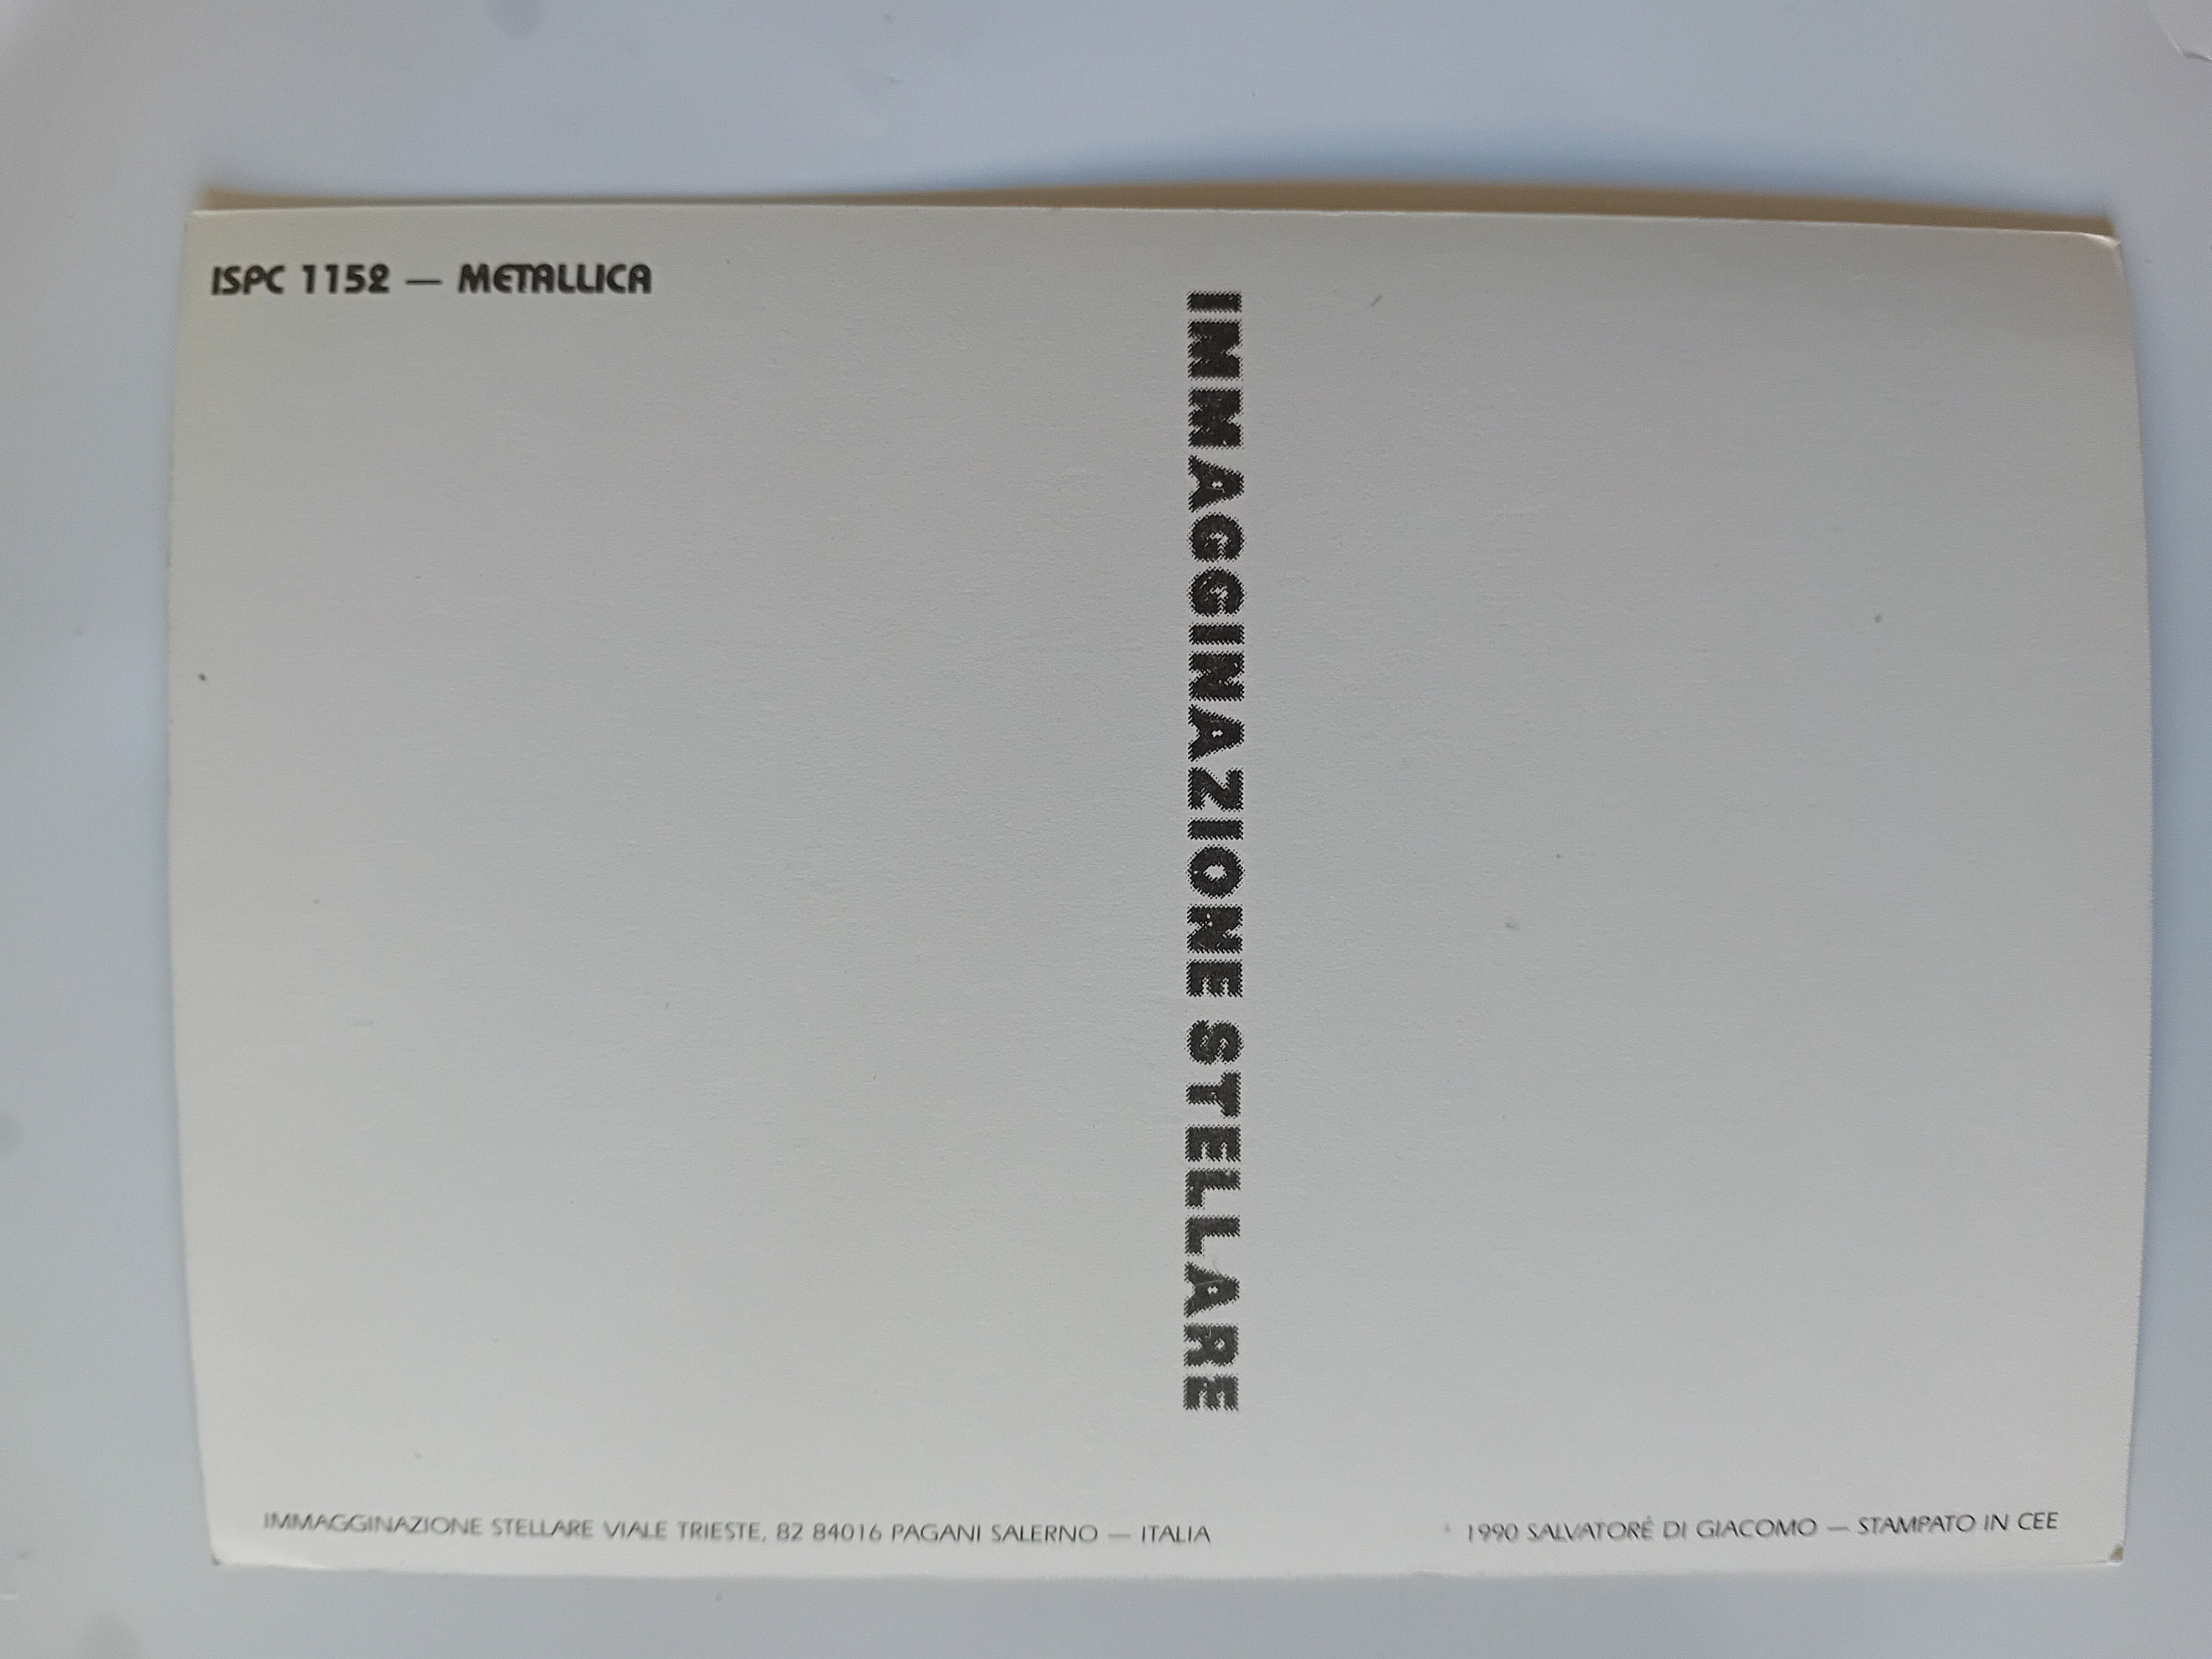 ISPC 1152 — METALLICA
IMMAGGINAZIONE STELLARE
IMMAGGINAZIONE STELLARE VIALE TRIESTE, 82 84016 PAGANI SALERNO — ITALIA
1990 SALVATORE DI GIACOMO — STAMPATO IN CEE